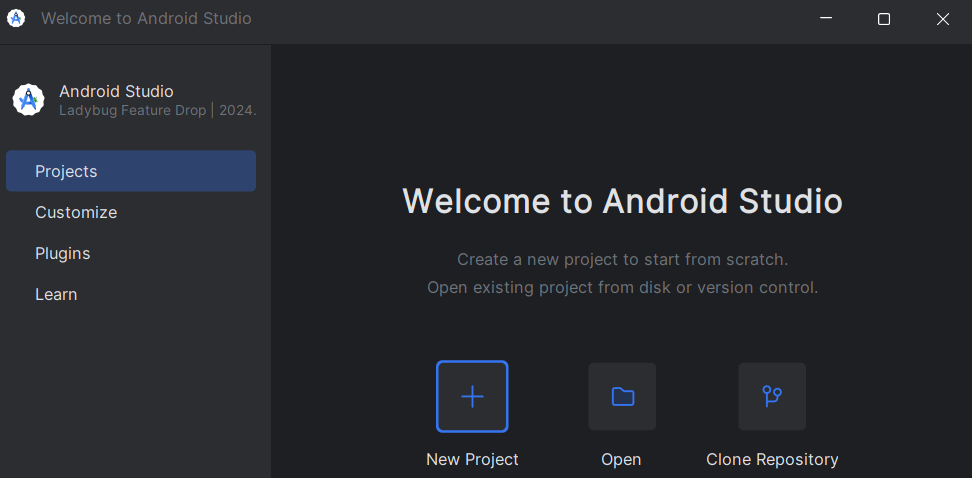 Welcome to Android Studio
Android Studio
Ladybug Feature Drop | 2024.
Projects
Customize
Plugins
Learn
Welcome to Android Studio
Create a new project to start from scratch.
Open existing project from disk or version control.
New Project
Open
Clone Repository